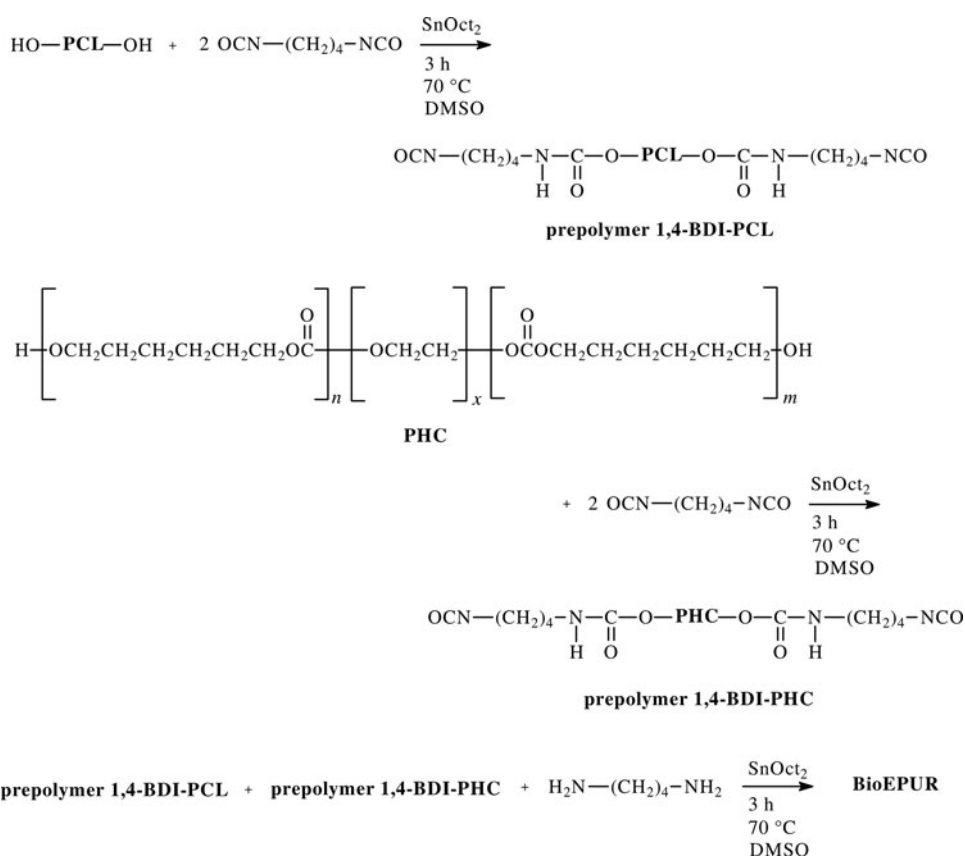 HO—PCL—OH + 2 OCN—(CH2)4—NCO SnOct2
3 h
70 °C
DMSO
OCN—(CH2)4—N—C—O—PCL—O—C—N—(CH2)4—NCO
H O O H
prepolymer 1,4-BDI-PCL
O O
H OCH2CH2CH2CH2CH2CH2OC OCH2CH2 OCOCH2CH2CH2CH2CH2CH2 OH
n x m
PHC
+ 2 OCN—(CH2)4—NCO SnOct2
3 h
70 °C
DMSO
OCN—(CH2)4—N—C—O—PHC—O—C—N—(CH2)4—NCO
H O O H
prepolymer 1,4-BDI-PHC
prepolymer 1,4-BDI-PCL + prepolymer 1,4-BDI-PHC + H2N—(CH2)4—NH2 SnOct2 BioEPUR
3 h
70 °C
DMSO